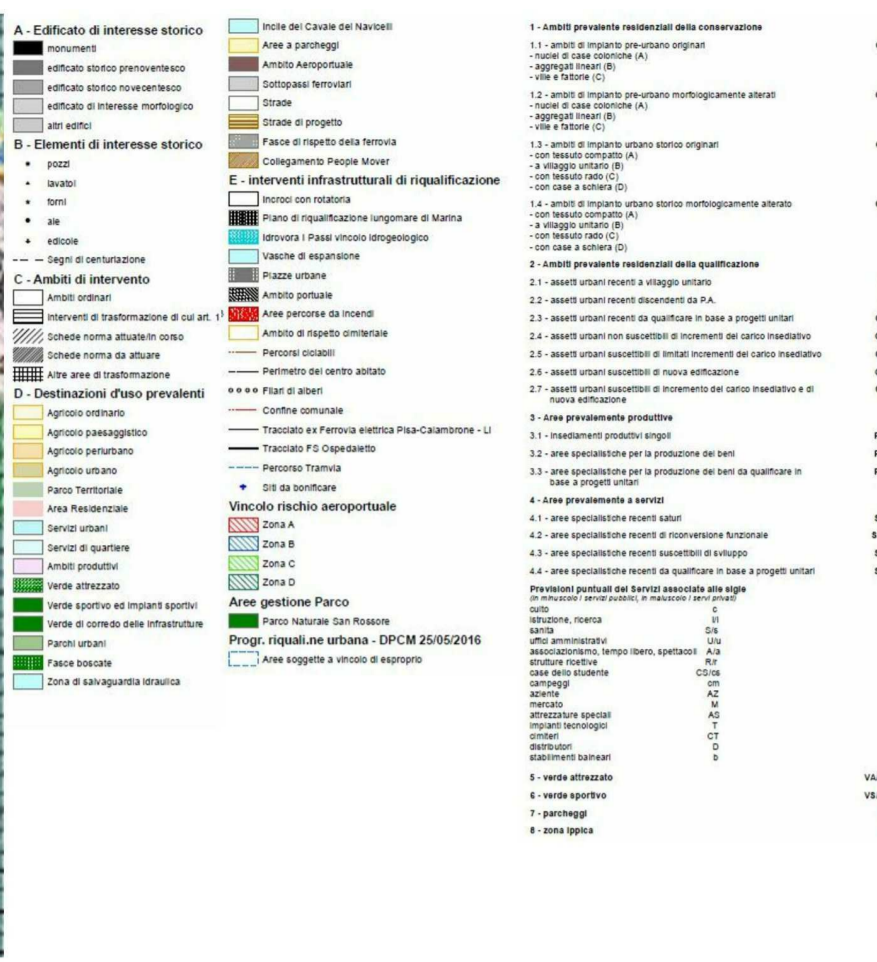 A - Edificato di interesse storico
monumenti
edificato storico prenoventesco
edificato storico novecentesco
edificato di interesse morfologico
altri edifici
B - Elementi di interesse storico
pozzi
lavatoi
forni
aie
edicole
Segni di centuriazione
C - Ambiti di intervento
Ambiti ordinari
Interventi di trasformazione di cui art. 1
Schede norma attuate/in corso
Schede norma da attuare
Altre aree di trasformazione
D - Destinazioni d'uso prevalenti
Agricolo ordinario
Agricolo paesaggistico
Agricolo periurbano
Agricolo urbano
Parco Territoriale
Area Residenziale
Servizi urbani
Servizi di quartiere
Ambiti produttivi
Verde attrezzato
Verde sportivo ed impianti sportivi
Verde di corredo delle infrastrutture
Parchi urbani
Fasce boscate
Zona di salvaguardia idraulica
Incile del Cavale dei Navicelli
Aree a parcheggi
Ambito Aeroportuale
Sottopassi ferroviari
Strade
Strade di progetto
Fasce di rispetto della ferrovia
Collegamento People Mover
E - interventi infrastrutturali di riqualificazione
Incroci con rotatoria
Piano di riqualificazione lungomare di Marina
Idrovora I Passi vincolo idrogeologico
Vasche di espansione
Piazze urbane
Ambito portuale
Aree percorse da incendi
Ambito di rispetto cimiteriale
Percorsi ciclabili
Perimetro del centro abitato
Filari di alberi
Confine comunale
Tracciato ex Ferrovia elettrica Pisa-Calambrone - LI
Tracciato FS Ospedaletto
Percorso Tramvia
Siti da bonificare
Vincolo rischio aeroportuale
Zona A
Zona B
Zona C
Zona D
Aree gestione Parco
Parco Naturale San Rossore
Progr. riquali.ne urbana - DPCM 25/05/2016
Aree soggette a vincolo di esproprio
1 - Ambiti prevalente residenziali della conservazione
1.1 - ambiti di impianto pre-urbano originari
- nuclei di case coloniche (A)
- aggregati lineari (B)
- ville e fattorie (C)
1.2 - ambiti di impianto pre-urbano morfologicamente alterati
- nuclei di case coloniche (A)
- aggregati lineari (B)
- ville e fattorie (C)
1.3 - ambiti di impianto urbano storico originari
- con tessuto compatto (A)
- a villaggio unitario (B)
- con tessuto rado (C)
- con case a schiera (D)
1.4 - ambiti di impianto urbano storico morfologicamente alterato
- con tessuto compatto (A)
- a villaggio unitario (B)
- con tessuto rado (C)
- con case a schiera (D)
2 - Ambiti prevalente residenziali della qualificazione
2.1 - assetti urbani recenti a villaggio unitario
2.2 - assetti urbani recenti discendenti da P.A.
2.3 - assetti urbani recenti da qualificare in base a progetti unitari
2.4 - assetti urbani non suscettibili di incrementi del carico insediativo
2.5 - assetti urbani suscettibili di limitati incrementi del carico insediativo
2.6 - assetti urbani suscettibili di nuova edificazione
2.7 - assetti urbani suscettibili di incremento del carico insediativo e di
nuova edificazione
3 - Aree prevalemente produttive
3.1 - insediamenti produttivi singoli
3.2 - aree specialistiche per la produzione dei beni
3.3 - aree specialistiche per la produzione dei beni da qualificare in
base a progetti unitari
4 - Aree prevalemente a servizi
4.1 - aree specialistiche recenti saturi
4.2 - aree specialistiche recenti di riconversione funzionale
4.3 - aree specialistiche recenti suscettibili di sviluppo
4.4 - aree specialistiche recenti da qualificare in base a progetti unitari
Previsioni puntuali dei Servizi associate alle sigle
(in minuscolo i servizi pubblici, in maiuscolo i servi privati)
culto c
istruzione, ricerca I/i
sanita S/s
uffici amministrativi U/u
associazionismo, tempo libero, spettacoli A/a
strutture ricettive R/r
case dello studente CS/cs
campeggi cm
aziente AZ
mercato M
attrezzature speciali AS
impianti tecnologici T
cimiteri CT
distributori D
stabilimenti balneari b
5 - verde attrezzato VA
6 - verde sportivo VS
7 - parcheggi
8 - zona ippica